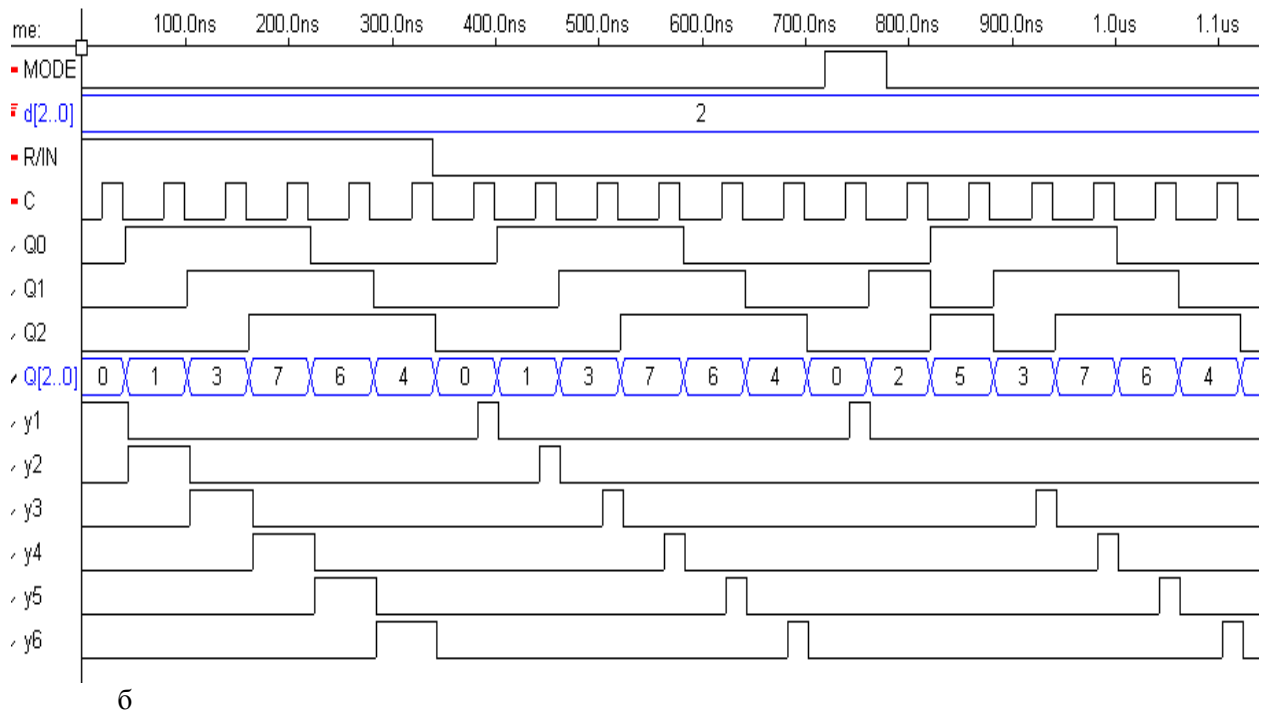 me: 100.0ns 200.0ns 300.0ns 400.0ns 500.0ns 600.0ns 700.0ns 800.0ns 900.0ns 1.0us 1.1us
MODE
d[2..0] 2
R/IN
C
Q0
Q1
Q2
Q[2..0] 0 1 3 7 6 4 0 1 3 7 6 4 0 2 5 3 7 6 4
y1
y2
y3
y4
y5
y6
б